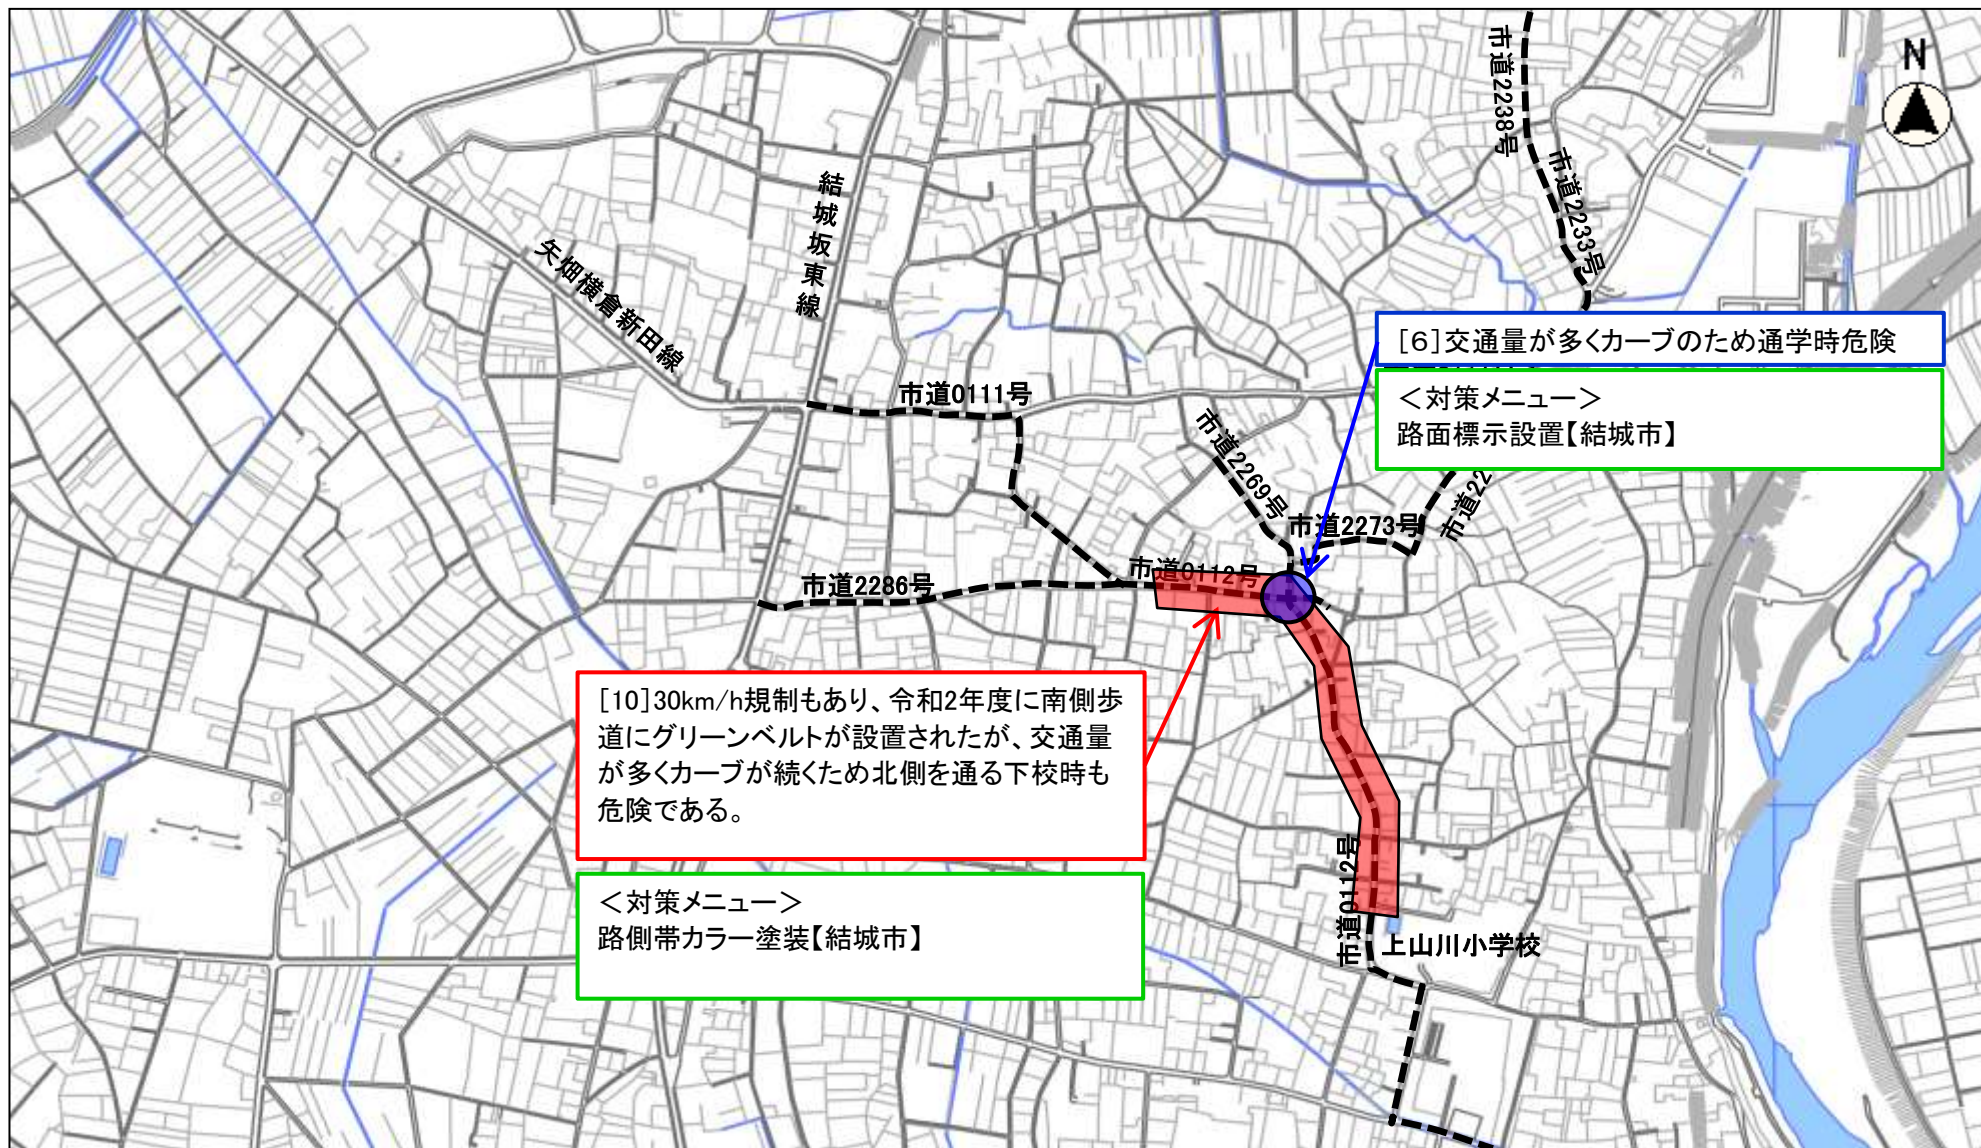 N
市道2238号
市道2233号
結城坂東線
矢畑横倉新田線
[6]交通量が多くカーブのため通学時危険
＜対策メニュー＞
路面標示設置【結城市】
市道0111号
市道2269号
市道2273号
市道22
市道0112号
市道2286号
[10]30km/h規制もあり、令和2年度に南側歩
道にグリーンベルトが設置されたが、交通量
が多くカーブが続くため北側を通る下校時も
危険である。
＜対策メニュー＞
路側帯カラー塗装【結城市】
市道0112号
上山川小学校